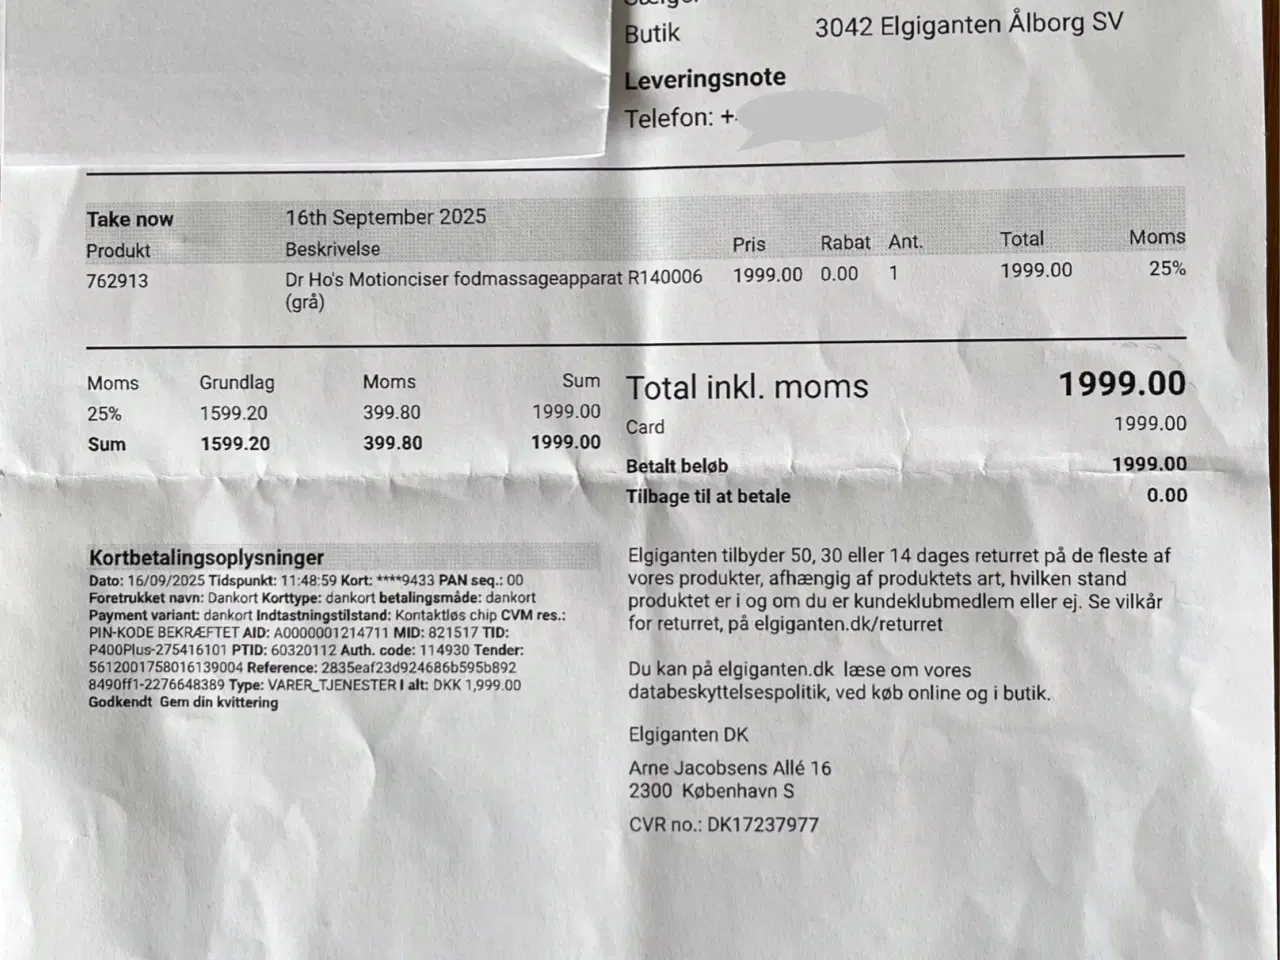 Butik 3042 Elgiganten Ålborg SV
Leveringsnote
Telefon: +
Take now 16th September 2025
Produkt Beskrivelse Pris Rabat Ant. Total Moms
762913 Dr Ho's Motionciser fodmassageapparat R140006 1999.00 0.00 1 1999.00 25%
(grå)
Moms Grundlag Moms Sum
25% 1599.20 399.80 1999.00
Sum 1599.20 399.80 1999.00
Total inkl. moms 1999.00
Card 1999.00
Betalt beløb 1999.00
Tilbage til at betale 0.00
Kortbetalingsoplysninger
Dato: 16/09/2025 Tidspunkt: 11:48:59 Kort: ****9433 PAN seq.: 00
Foretrukket navn: Dankort Korttype: dankort betalingsmåde: dankort
Payment variant: dankort Indtastningstilstand: Kontaktløs chip CVM res.:
PIN-KODE BEKRÆFTET AID: A0000001214711 MID: 821517 TID:
P400Plus-275416101 PTID: 60320112 Auth. code: 114930 Tender:
5612001758016139004 Reference: 2835eaf23d924686b595b892
8490ff1-2276648389 Type: VARER_TJENESTER I alt: DKK 1,999.00
Godkendt Gem din kvittering
Elgiganten tilbyder 50, 30 eller 14 dages returret på de fleste af
vores produkter, afhængig af produktets art, hvilken stand
produktet er i og om du er kundeklubmedlem eller ej. Se vilkår
for returret, på elgiganten.dk/returret
Du kan på elgiganten.dk læse om vores
databeskyttelsespolitik, ved køb online og i butik.
Elgiganten DK
Arne Jacobsens Allé 16
2300 København S
CVR no.: DK17237977